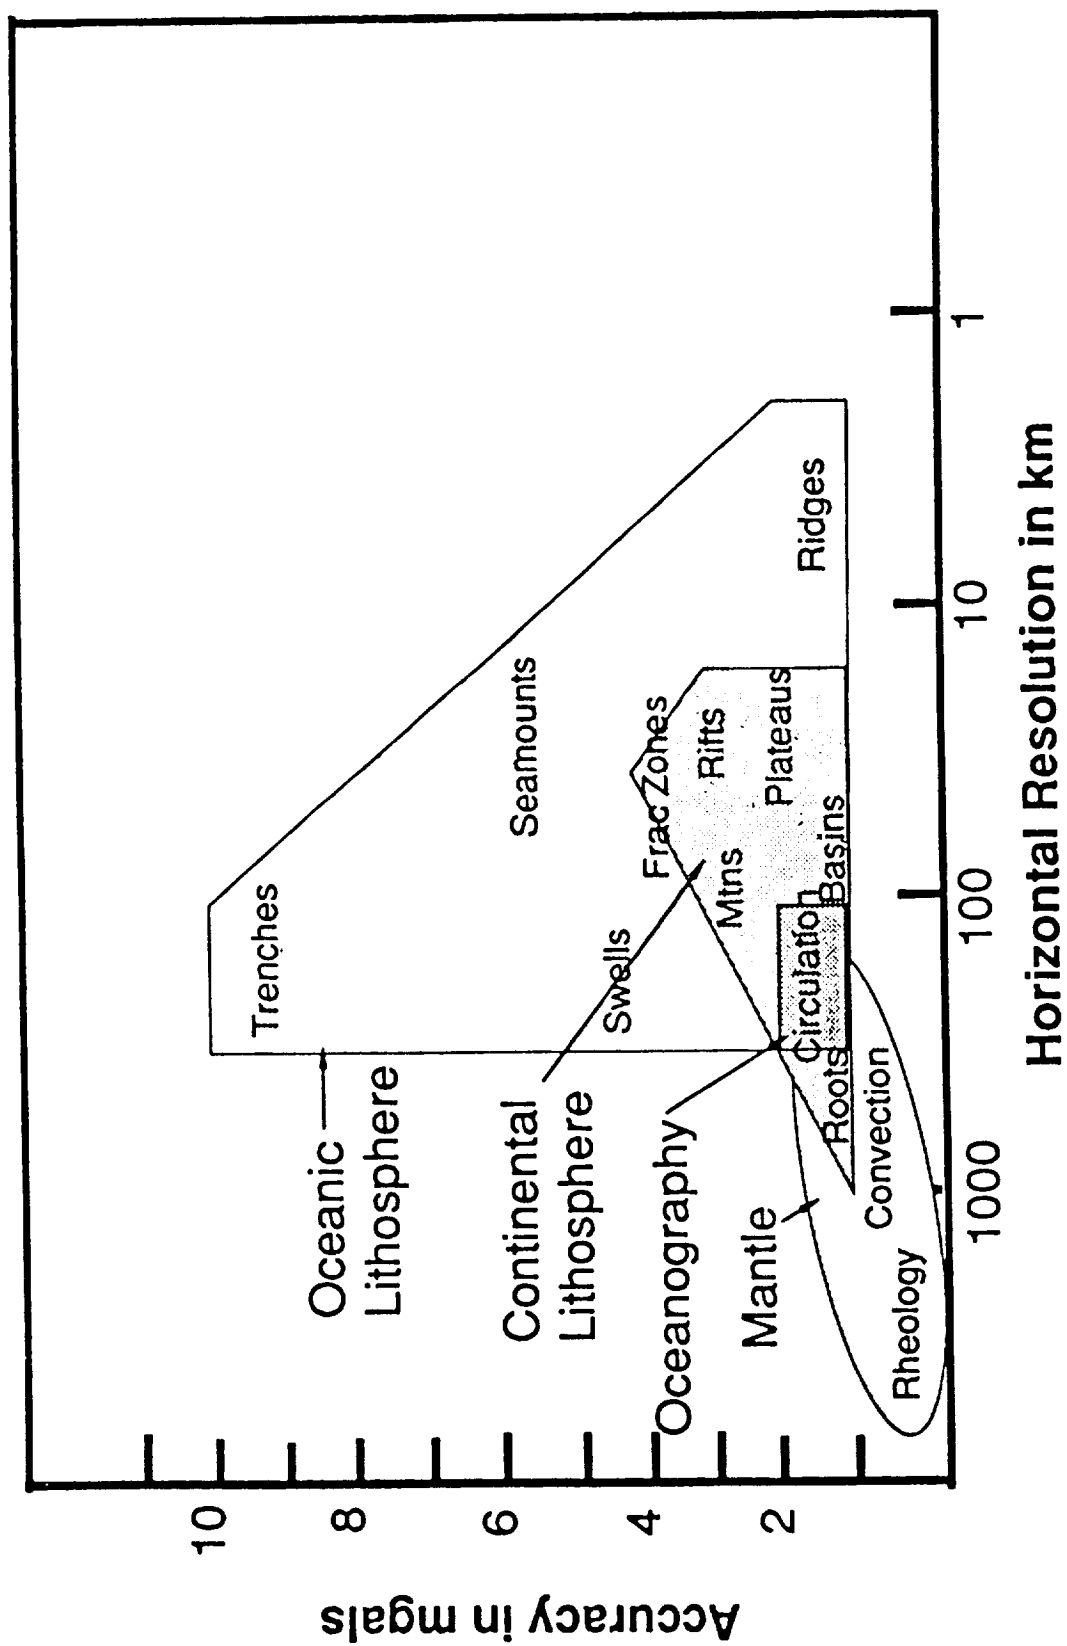 Accuracy in mgals
10
8
6
4
2
Oceanic
Lithosphere
Continental
Lithosphere
Oceanography
Mantle
Trenches
Seamounts
Swells
Frac Zones
Rifts
Mtns
Plateaus
Ridges
Basins
Circulation
Roots
Convection
Rheology
1000
100
10
1
Horizontal Resolution in km